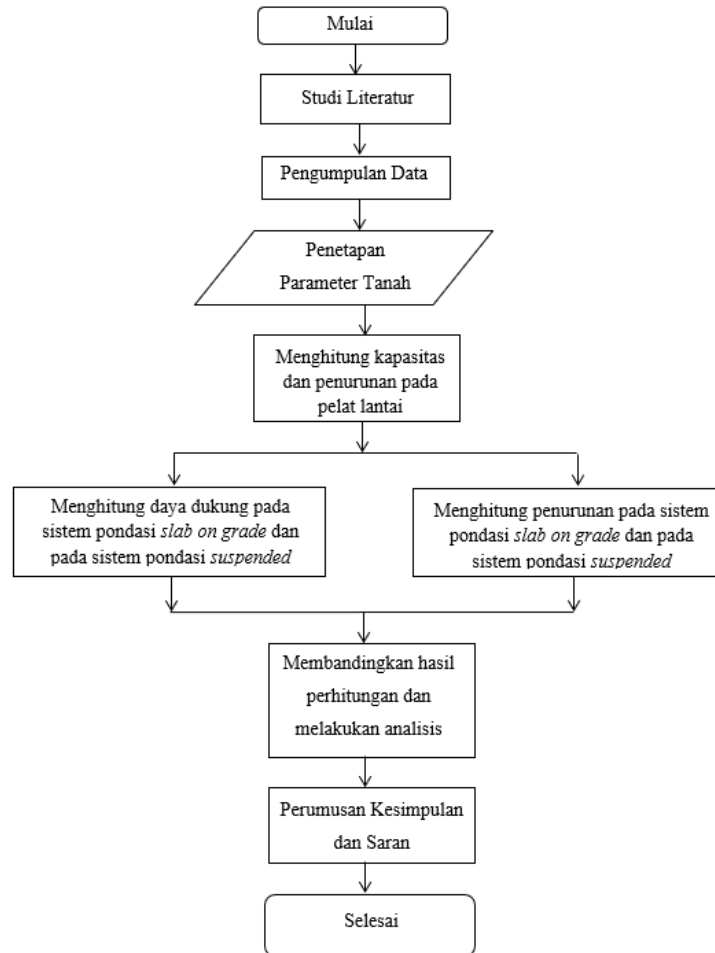 Mulai
Studi Literatur
Pengumpulan Data
Penetapan
Parameter Tanah
Menghitung kapasitas
dan penurunan pada
pelat lantai
Menghitung daya dukung pada
sistem pondasi slab on grade dan
pada sistem pondasi suspended
Menghitung penurunan pada sistem
pondasi slab on grade dan pada
sistem pondasi suspended
Membandingkan hasil
perhitungan dan
melakukan analisis
Perumusan Kesimpulan
dan Saran
Selesai